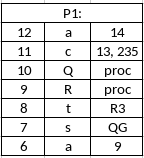 P1:
12 a 14
11 c 13, 235
10 Q proc
9 R proc
8 t R3
7 s QG
6 a 9